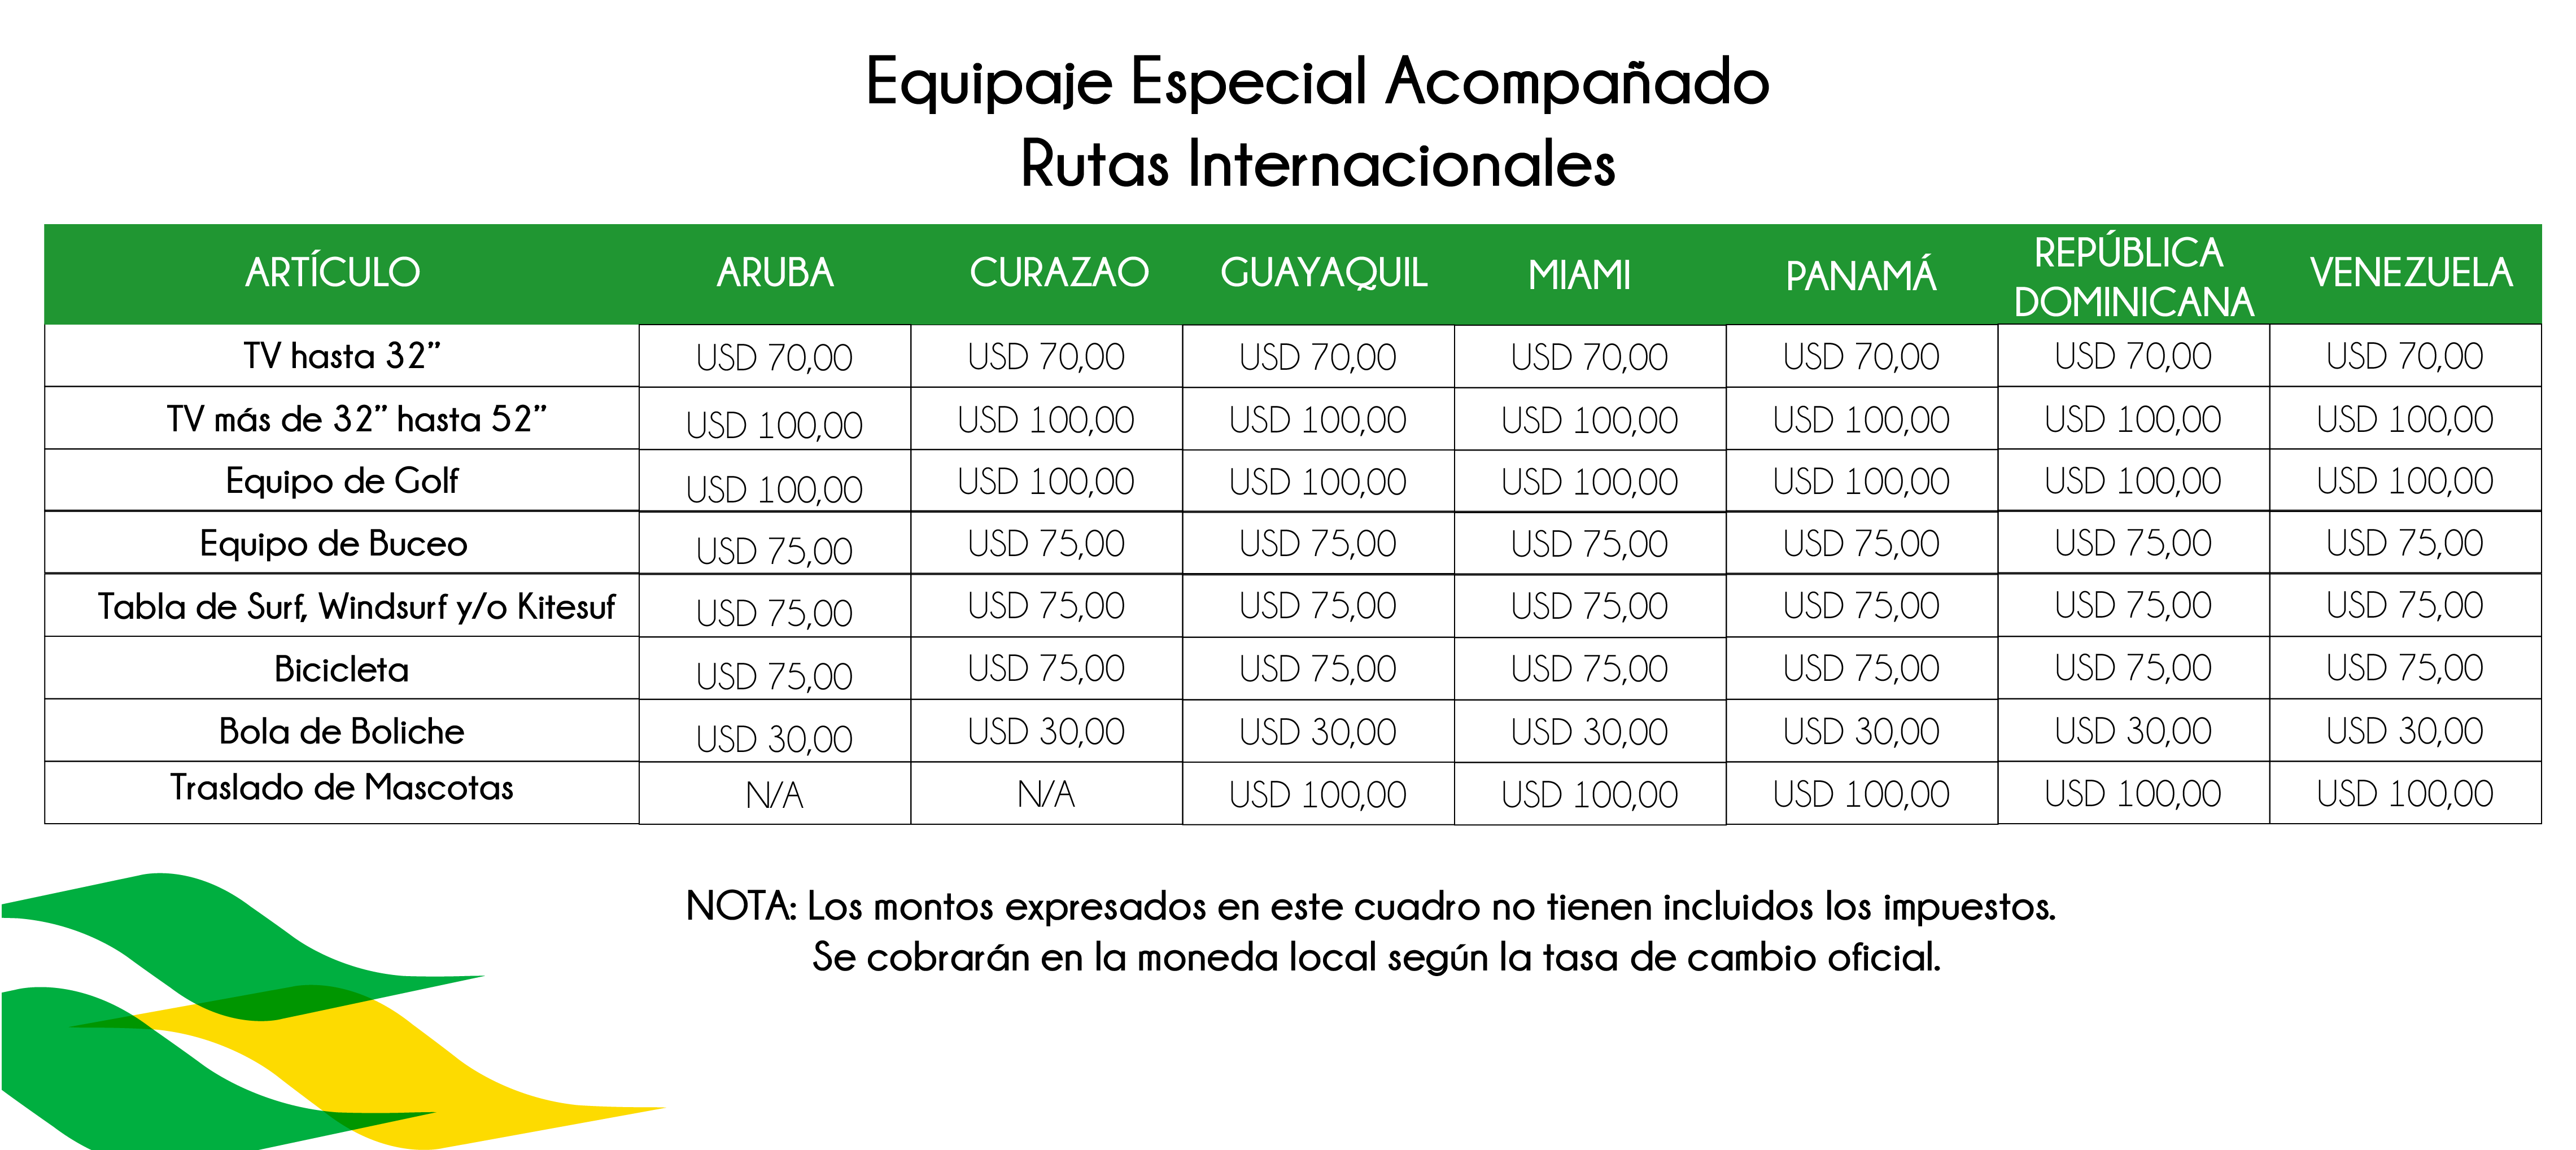 Equipaje Especial Acompañado
Rutas Internacionales
ARTÍCULO ARUBA CURAZAO GUAYAQUIL MIAMI PANAMÁ REPÚBLICA DOMINICANA VENEZUELA
TV hasta 32” USD 70,00 USD 70,00 USD 70,00 USD 70,00 USD 70,00 USD 70,00 USD 70,00
TV más de 32” hasta 52” USD 100,00 USD 100,00 USD 100,00 USD 100,00 USD 100,00 USD 100,00 USD 100,00
Equipo de Golf USD 100,00 USD 100,00 USD 100,00 USD 100,00 USD 100,00 USD 100,00 USD 100,00
Equipo de Buceo USD 75,00 USD 75,00 USD 75,00 USD 75,00 USD 75,00 USD 75,00 USD 75,00
Tabla de Surf, Windsurf y/o Kitesuf USD 75,00 USD 75,00 USD 75,00 USD 75,00 USD 75,00 USD 75,00 USD 75,00
Bicicleta USD 75,00 USD 75,00 USD 75,00 USD 75,00 USD 75,00 USD 75,00 USD 75,00
Bola de Boliche USD 30,00 USD 30,00 USD 30,00 USD 30,00 USD 30,00 USD 30,00 USD 30,00
Traslado de Mascotas N/A N/A USD 100,00 USD 100,00 USD 100,00 USD 100,00 USD 100,00
NOTA: Los montos expresados en este cuadro no tienen incluidos los impuestos.
Se cobrarán en la moneda local según la tasa de cambio oficial.